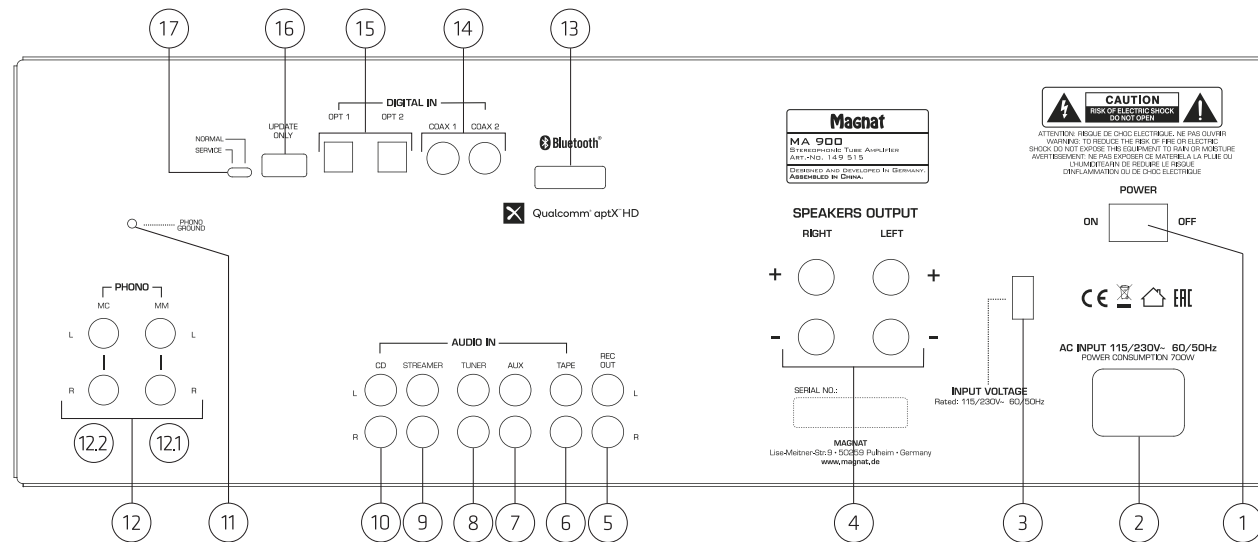 17
16
15
14
13
DIGITAL IN
OPT 1
OPT 2
COAX 1
COAX 2
UPDATE
ONLY
NORMAL
SERVICE
Bluetooth®
Qualcomm® aptX™ HD
PHONO
GROUND
PHONO
MC
MM
L
L
R
R
12.2
12.1
AUDIO IN
CD
STREAMER
TUNER
AUX
TAPE
REC
OUT
L
L
R
R
Magnat
MA 900
STEREOPHONIC TUBE AMPLIFIER
ART.-NO. 149 515
DESIGNED AND DEVELOPED IN GERMANY.
ASSEMBLED IN CHINA.
SPEAKERS OUTPUT
RIGHT
LEFT
+
+
-
-
SERIAL NO.:
MAGNAT
Lise-Meitner-Str. 9 • 50259 Pulheim • Germany
www.magnat.de
INPUT VOLTAGE
Rated: 115/230V~ 60/50Hz
CAUTION
RISK OF ELECTRIC SHOCK
DO NOT OPEN
ATTENTION: RISQUE DE CHOC ELECTRIQUE. NE PAS OUVRIR
WARNING: TO REDUCE THE RISK OF FIRE OR ELECTRIC
SHOCK DO NOT EXPOSE THIS EQUIPMENT TO RAIN OR MOISTURE
AVERTISSEMENT: NE PAS EXPOSER CE MATERIELA LA PLUIE OU
L'HUMIDITEAFIN DE REDUIRE LE RISQUE
D'INFLAMMATION OU DE CHOC ELECTRIQUE
POWER
ON
OFF
CE
EAC
AC INPUT 115/230V~ 60/50Hz
POWER CONSUMPTION 700W
12
11
10
9
8
7
6
5
4
3
2
1